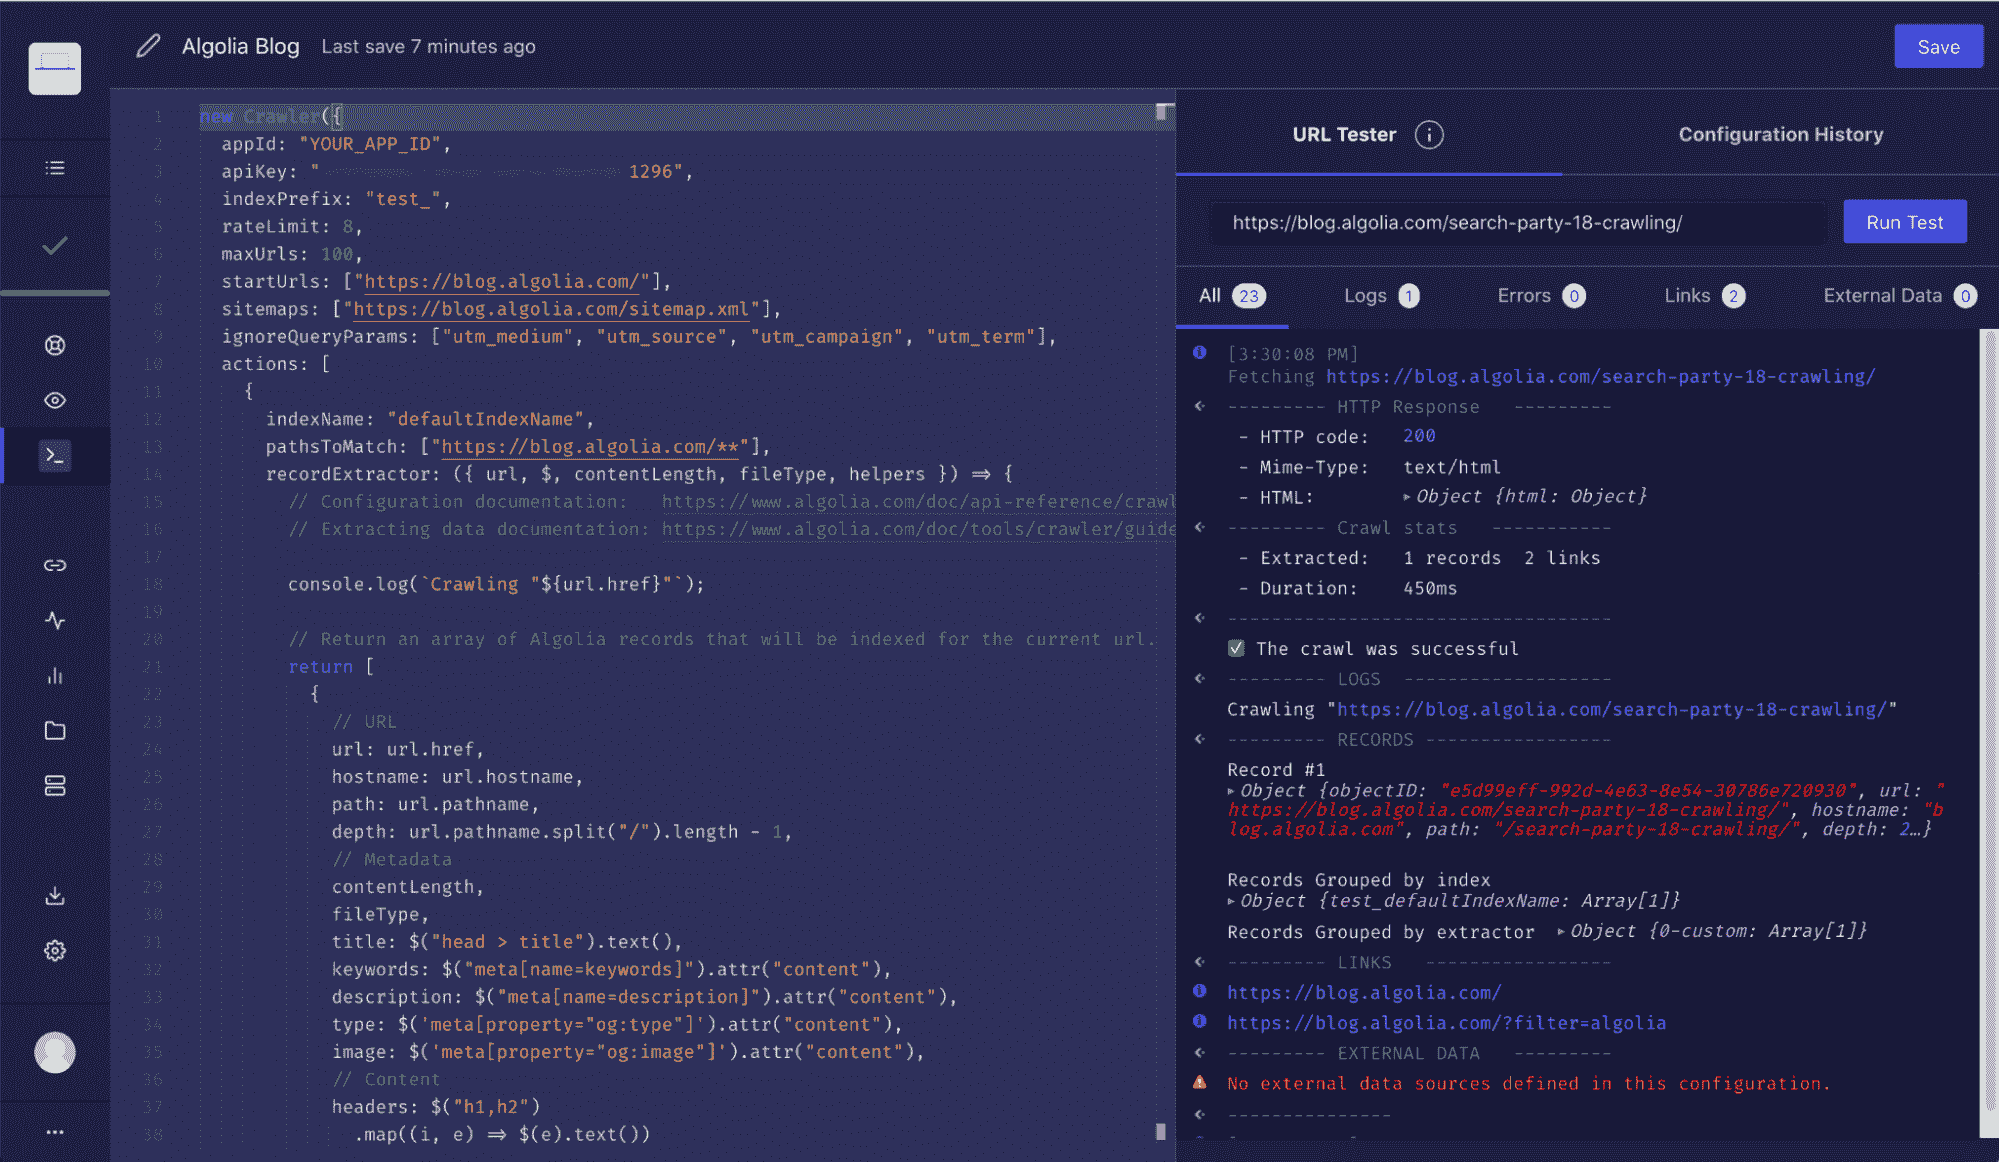 Algolia Blog Last save 7 minutes ago
Save
1 new Crawler({
2 appId: "YOUR_APP_ID",
3 apiKey: " 1296",
4 indexPrefix: "test_",
5 rateLimit: 8,
6 maxUrls: 100,
7 startUrls: ["https://blog.algolia.com/"],
8 sitemaps: ["https://blog.algolia.com/sitemap.xml"],
9 ignoreQueryParams: ["utm_medium", "utm_source", "utm_campaign", "utm_term"],
10 actions: [
11 {
12 indexName: "defaultIndexName",
13 pathsToMatch: ["https://blog.algolia.com/**"],
14 recordExtractor: ({ url, $, contentLength, fileType, helpers }) => {
15 // Configuration documentation: https://www.algolia.com/doc/api-reference/crawl
16 // Extracting data documentation: https://www.algolia.com/doc/tools/crawler/guide
17
18 console.log(`Crawling "${url.href}"`);
19
20 // Return an array of Algolia records that will be indexed for the current url.
21 return [
22 {
23 // URL
24 url: url.href,
25 hostname: url.hostname,
26 path: url.pathname,
27 depth: url.pathname.split("/").length - 1,
28 // Metadata
29 contentLength,
30 fileType,
31 title: $("head > title").text(),
32 keywords: $("meta[name=keywords]").attr("content"),
33 description: $("meta[name=description]").attr("content"),
34 type: $('meta[property="og:type"]').attr("content"),
35 image: $('meta[property="og:image"]').attr("content"),
36 // Content
37 headers: $("h1,h2")
38 .map((i, e) => $(e).text())
URL Tester Configuration History
https://blog.algolia.com/search-party-18-crawling/ Run Test
All 23 Logs 1 Errors 0 Links 2 External Data 0
[3:30:08 PM]
Fetching https://blog.algolia.com/search-party-18-crawling/
--------- HTTP Response ---------
- HTTP code: 200
- Mime-Type: text/html
- HTML: Object {html: Object}
--------- Crawl stats -----------
- Extracted: 1 records 2 links
- Duration: 450ms
-----------------------------------
The crawl was successful
--------- LOGS -------------------
Crawling "https://blog.algolia.com/search-party-18-crawling/"
--------- RECORDS -----------------
Record #1
Object {objectID: "e5d99eff-992d-4e63-8e54-30786e720930", url: "
https://blog.algolia.com/search-party-18-crawling/", hostname: "b
log.algolia.com", path: "/search-party-18-crawling/", depth: 2…}
Records Grouped by index
Object {test_defaultIndexName: Array[1]}
Records Grouped by extractor Object {0-custom: Array[1]}
--------- LINKS -----------------
https://blog.algolia.com/
https://blog.algolia.com/?filter=algolia
--------- EXTERNAL DATA ---------
No external data sources defined in this configuration.
---------------